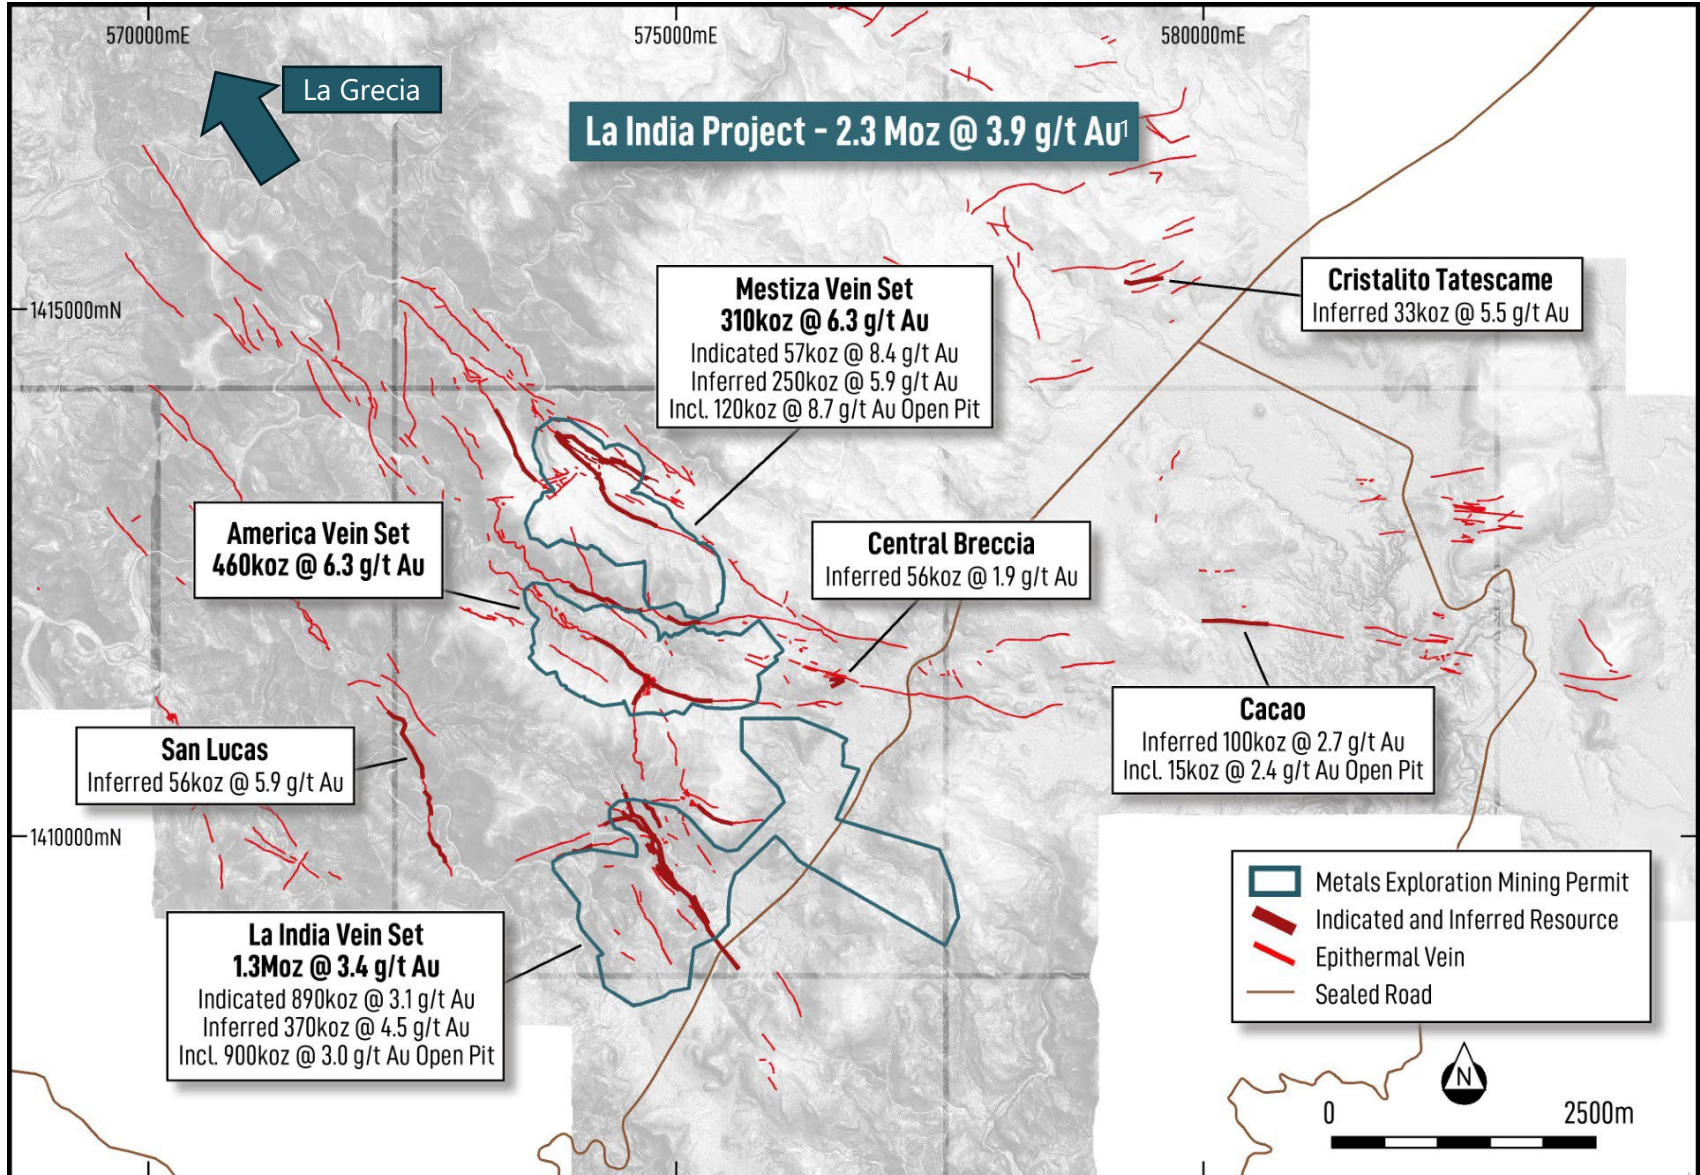 570000mE
575000mE
580000mE
La Grecia
La India Project - 2.3 Moz @ 3.9 g/t Au1
1415000mN
Mestiza Vein Set
310koz @ 6.3 g/t Au
Indicated 57koz @ 8.4 g/t Au
Inferred 250koz @ 5.9 g/t Au
Incl. 120koz @ 8.7 g/t Au Open Pit
Cristalito Tatescame
Inferred 33koz @ 5.5 g/t Au
America Vein Set
460koz @ 6.3 g/t Au
Central Breccia
Inferred 56koz @ 1.9 g/t Au
San Lucas
Inferred 56koz @ 5.9 g/t Au
Cacao
Inferred 100koz @ 2.7 g/t Au
Incl. 15koz @ 2.4 g/t Au Open Pit
1410000mN
La India Vein Set
1.3Moz @ 3.4 g/t Au
Indicated 890koz @ 3.1 g/t Au
Inferred 370koz @ 4.5 g/t Au
Incl. 900koz @ 3.0 g/t Au Open Pit
Metals Exploration Mining Permit
Indicated and Inferred Resource
Epithermal Vein
Sealed Road
N
0 2500m